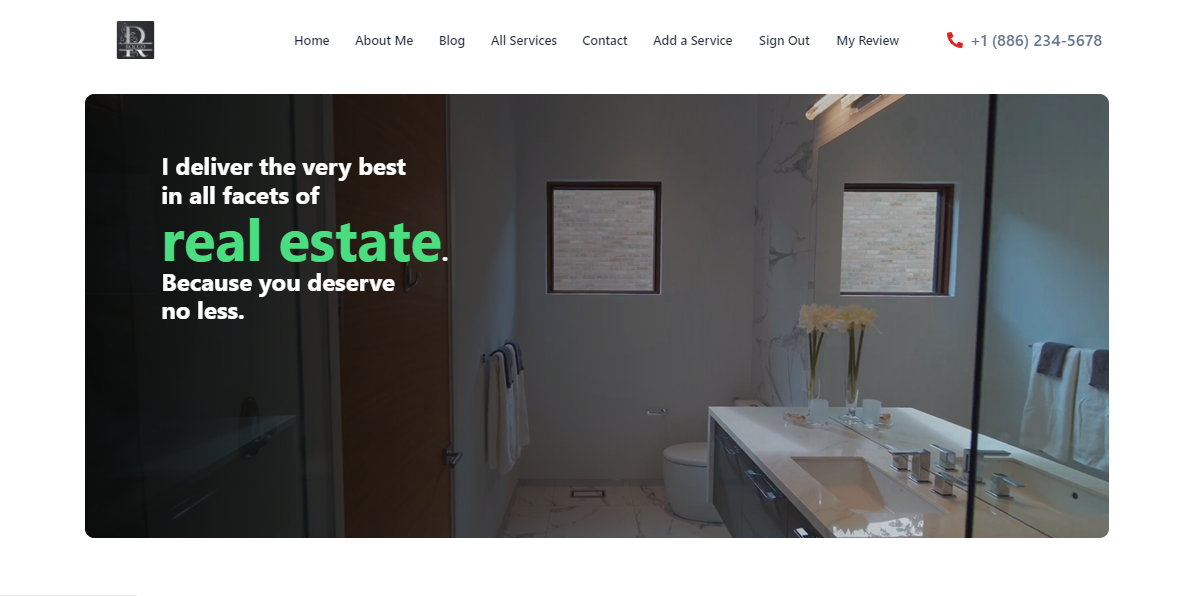 Home About Me Blog All Services Contact Add a Service Sign Out My Review +1 (886) 234-5678
I deliver the very best
in all facets of
real estate.
Because you deserve
no less.